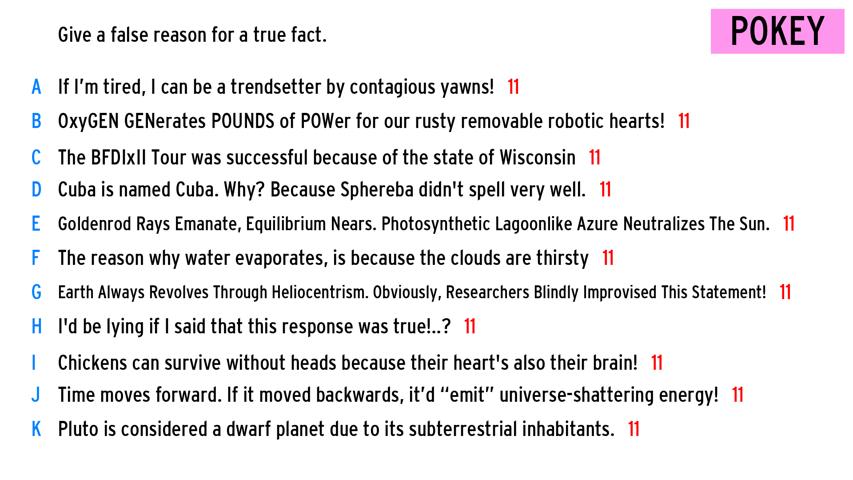 Give a false reason for a true fact.
POKEY
A If I'm tired, I can be a trendsetter by contagious yawns! 11
B OxyGEN GENerates POUNDS of POWer for our rusty removable robotic hearts! 11
C The BFDIxII Tour was successful because of the state of Wisconsin 11
D Cuba is named Cuba. Why? Because Sphereba didn't spell very well. 11
E Goldenrod Rays Emanate, Equilibrium Nears. Photosynthetic Lagoonlike Azure Neutralizes The Sun. 11
F The reason why water evaporates, is because the clouds are thirsty 11
G Earth Always Revolves Through Heliocentrism. Obviously, Researchers Blindly Improvised This Statement! 11
H I'd be lying if I said that this response was true!..? 11
I Chickens can survive without heads because their heart's also their brain! 11
J Time moves forward. If it moved backwards, it'd “emit” universe-shattering energy! 11
K Pluto is considered a dwarf planet due to its subterrestrial inhabitants. 11